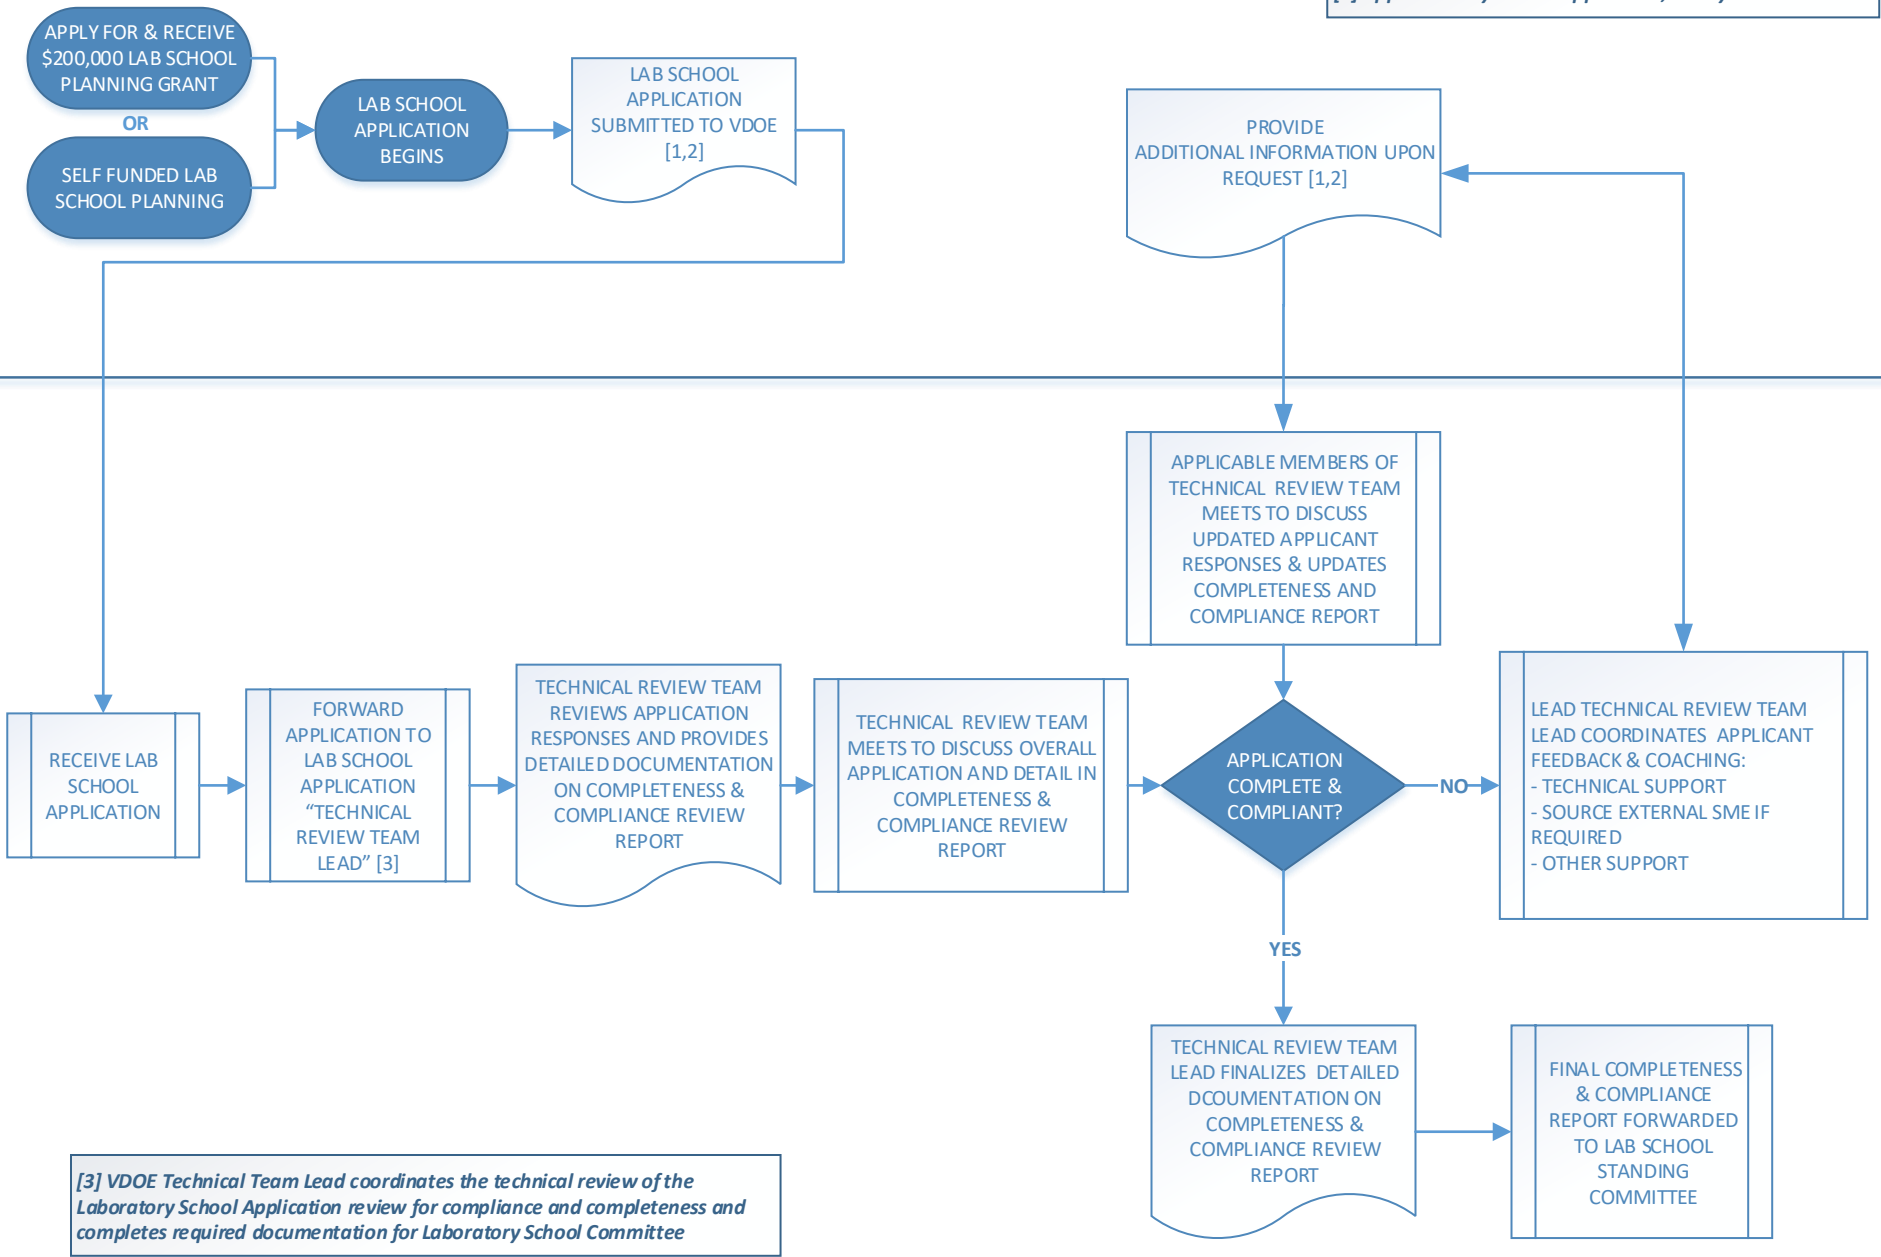 APPLY FOR & RECEIVE
$200,000 LAB SCHOOL
PLANNING GRANT
OR
SELF FUNDED LAB
SCHOOL PLANNING
LAB SCHOOL
APPLICATION
BEGINS
LAB SCHOOL
APPLICATION
SUBMITTED TO VDOE
[1,2]
PROVIDE
ADDITIONAL INFORMATION UPON
REQUEST [1,2]
APPLICABLE MEMBERS OF
TECHNICAL REVIEW TEAM
MEETS TO DISCUSS
UPDATED APPLICANT
RESPONSES & UPDATES
COMPLETENESS AND
COMPLIANCE REPORT
RECEIVE LAB
SCHOOL
APPLICATION
FORWARD
APPLICATION TO
LAB SCHOOL
APPLICATION
“TECHNICAL
REVIEW TEAM
LEAD” [3]
TECHNICAL REVIEW TEAM
REVIEWS APPLICATION
RESPONSES AND PROVIDES
DETAILED DOCUMENTATION
ON COMPLETENESS &
COMPLIANCE REVIEW
REPORT
TECHNICAL REVIEW TEAM
MEETS TO DISCUSS OVERALL
APPLICATION AND DETAIL IN
COMPLETENESS &
COMPLIANCE REVIEW
REPORT
APPLICATION
COMPLETE &
COMPLIANT?
NO
LEAD TECHNICAL REVIEW TEAM
LEAD COORDINATES APPLICANT
FEEDBACK & COACHING:
- TECHNICAL SUPPORT
- SOURCE EXTERNAL SME IF
REQUIRED
- OTHER SUPPORT
YES
TECHNICAL REVIEW TEAM
LEAD FINALIZES DETAILED
DCOUMENTATION ON
COMPLETENESS &
COMPLIANCE REVIEW
REPORT
FINAL COMPLETENESS
& COMPLIANCE
REPORT FORWARDED
TO LAB SCHOOL
STANDING
COMMITTEE
[3] VDOE Technical Team Lead coordinates the technical review of the
Laboratory School Application review for compliance and completeness and
completes required documentation for Laboratory School Committee